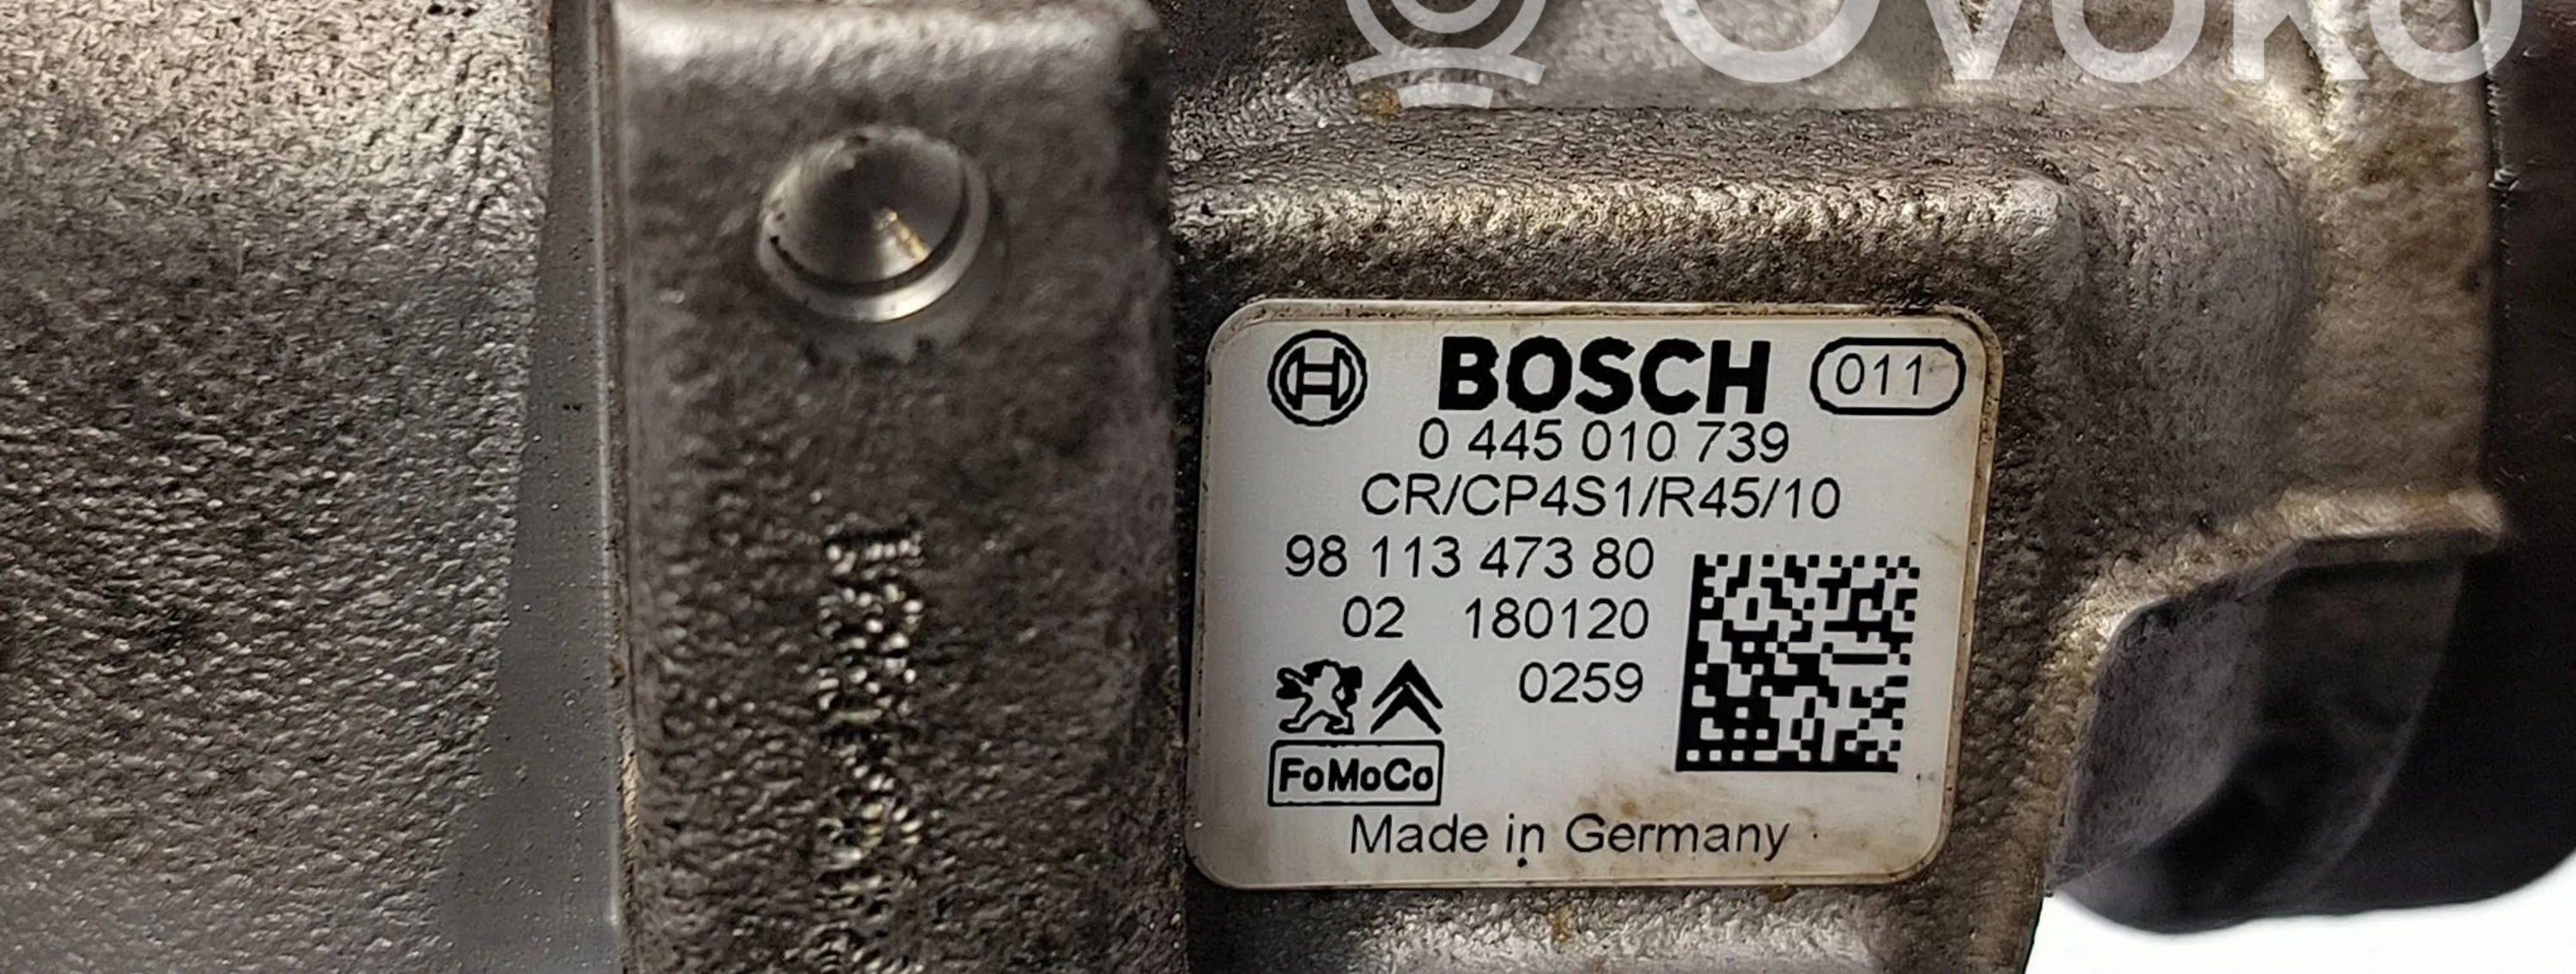 OVOKO
BOSCH 011
0 445 010 739
CR/CP4S1/R45/10
98 113 473 80
02 180120
0259
FoMoCo
Made in Germany